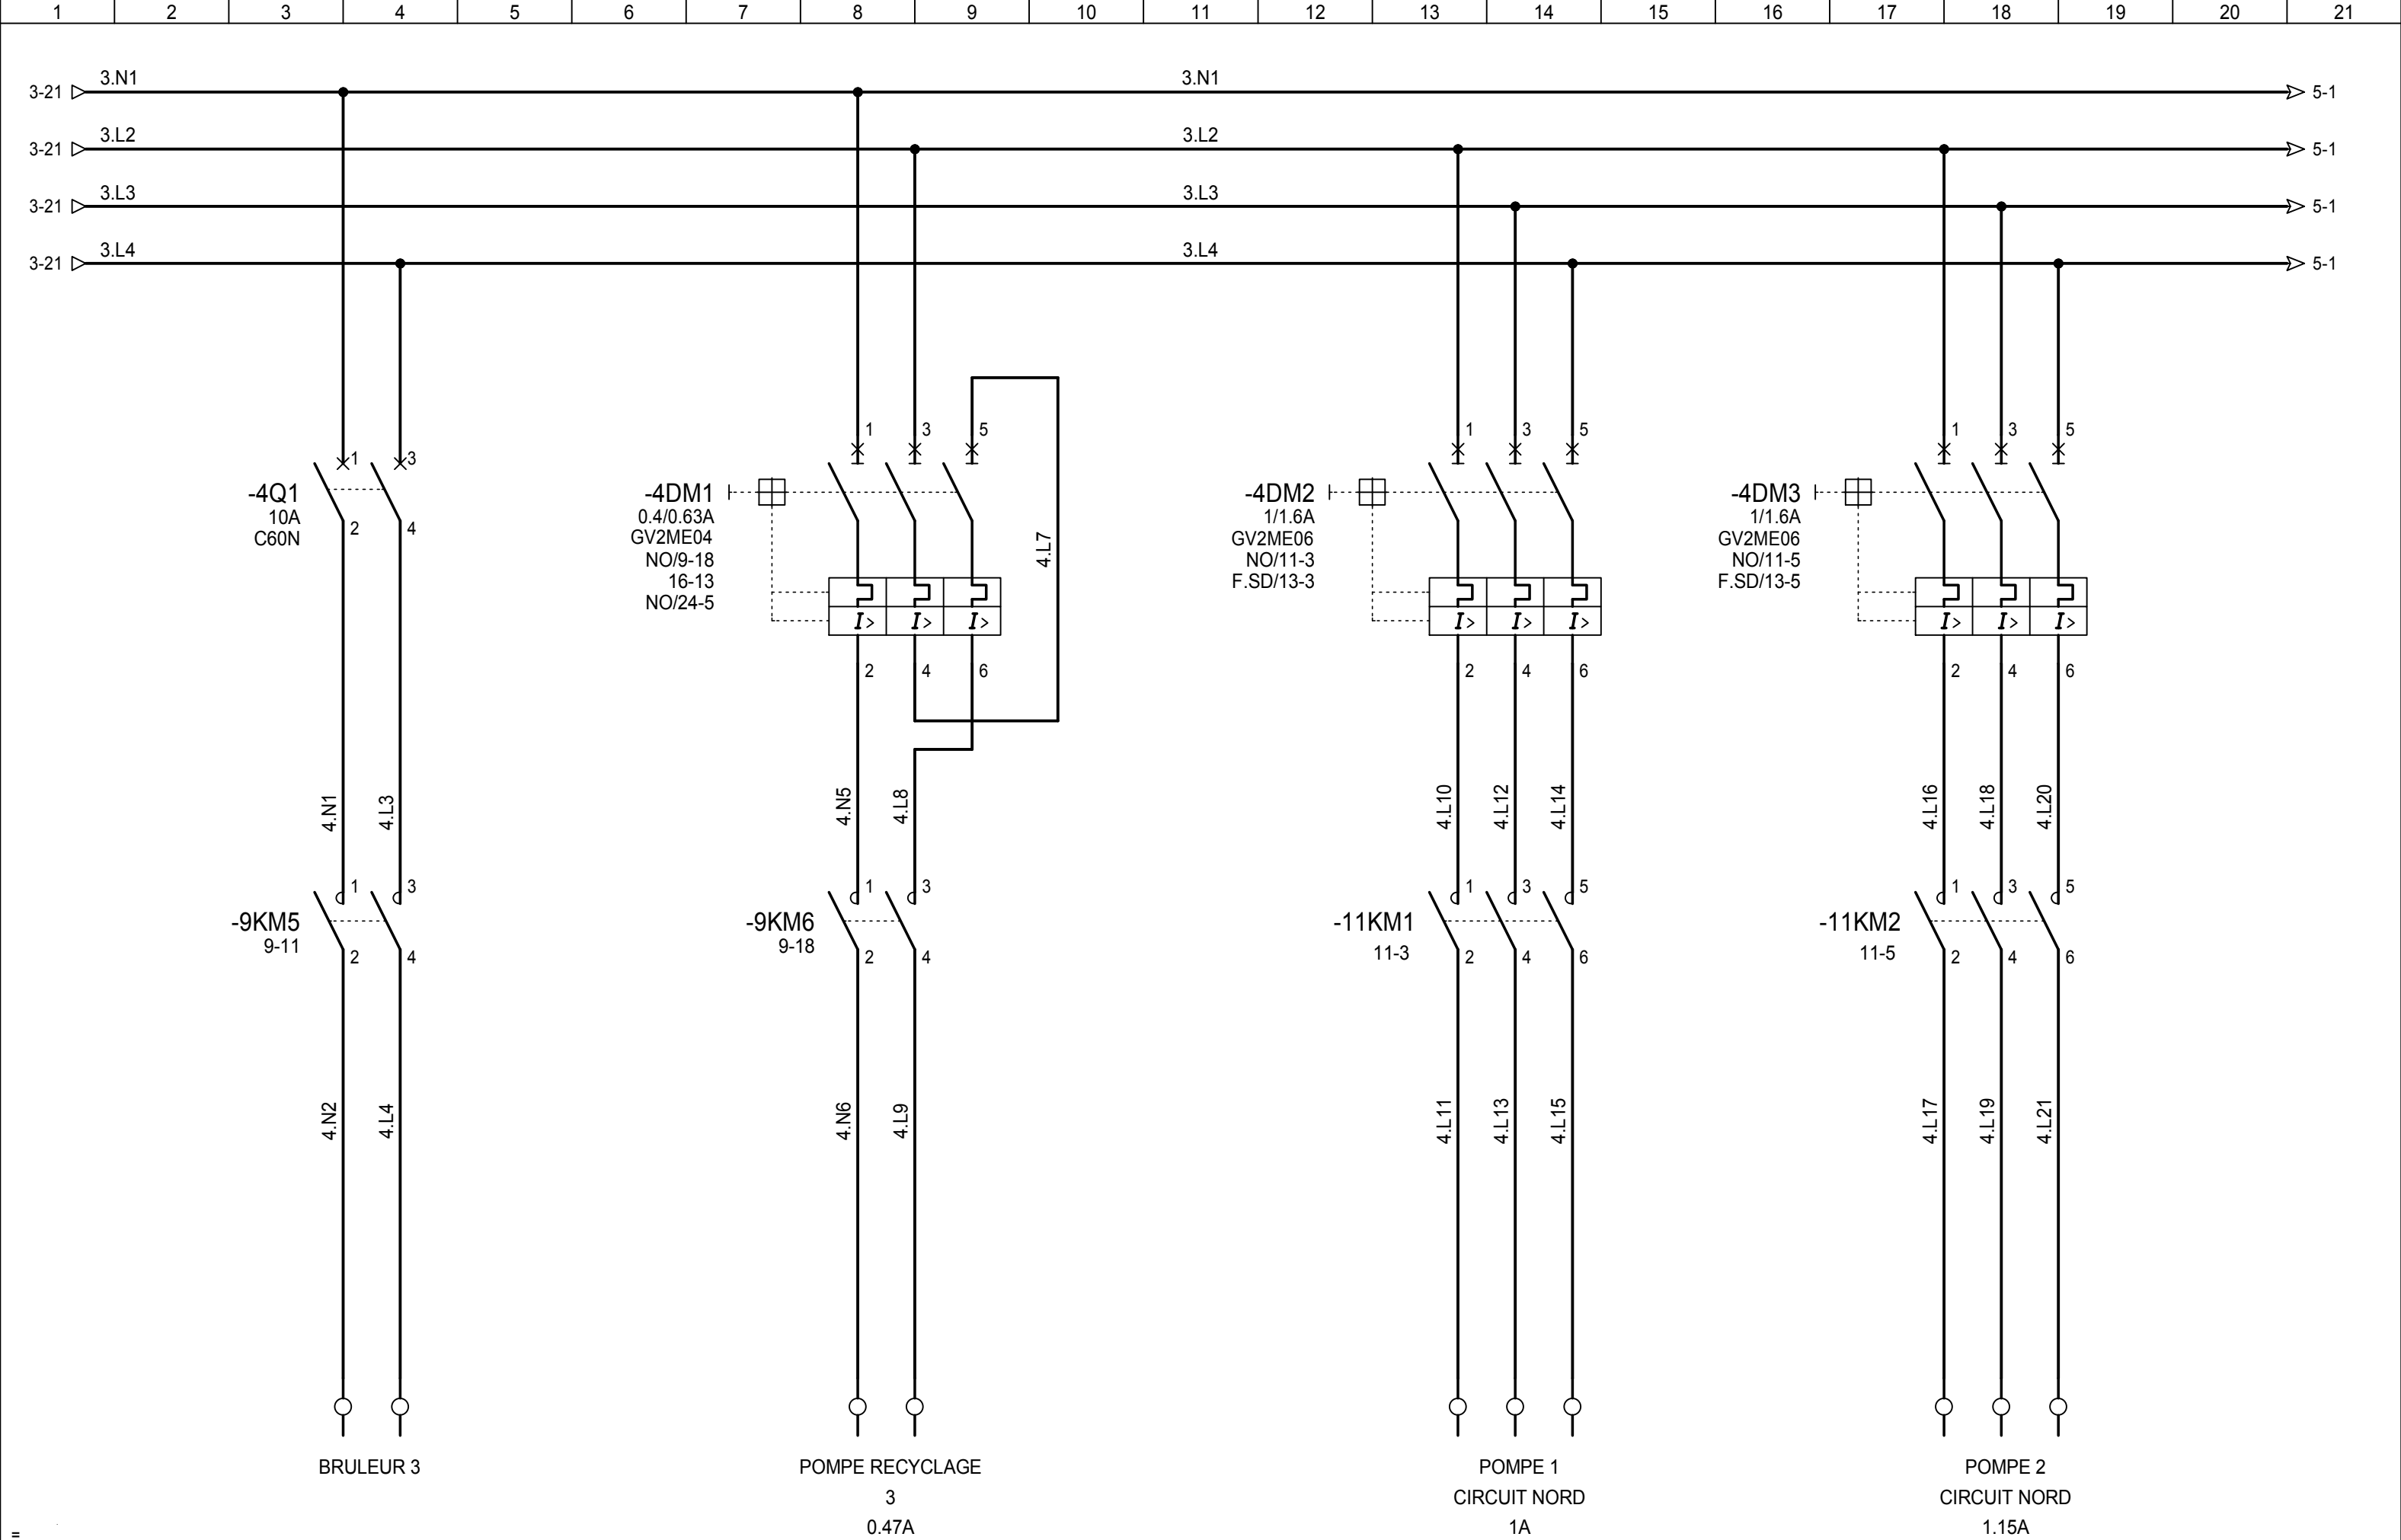 1 2 3 4 5 6 7 8 9 10 11 12 13 14 15 16 17 18 19 20 21
3.N1 3.N1
3-21 5-1
3.L2 3.L2
3-21 5-1
3.L3 3.L3
3-21 5-1
3.L4 3.L4
3-21 5-1
1 3 5 1 3 5 1 3 5
1 3
-4Q1
10A
C60N
2 4
-4DM1
0.4/0.63A
GV2ME04
NO/9-18
16-13
NO/24-5
I> I> I>
4.L7
2 4 6
-4DM2
1/1.6A
GV2ME06
NO/11-3
F.SD/13-3
I> I> I>
2 4 6
-4DM3
1/1.6A
GV2ME06
NO/11-5
F.SD/13-5
I> I> I>
2 4 6
4.N1 4.L3 4.N5 4.L8 4.L10 4.L12 4.L14 4.L16 4.L18 4.L20
1 3 1 3 1 3 5 1 3 5
-9KM5 -9KM6 -11KM1 -11KM2
9-11 9-18 11-3 11-5
2 4 2 4 2 4 6 2 4 6
4.N2 4.L4 4.N6 4.L9 4.L11 4.L13 4.L15 4.L17 4.L19 4.L21
BRULEUR 3
POMPE RECYCLAGE
3
0.47A
POMPE 1
CIRCUIT NORD
1A
POMPE 2
CIRCUIT NORD
1.15A
=